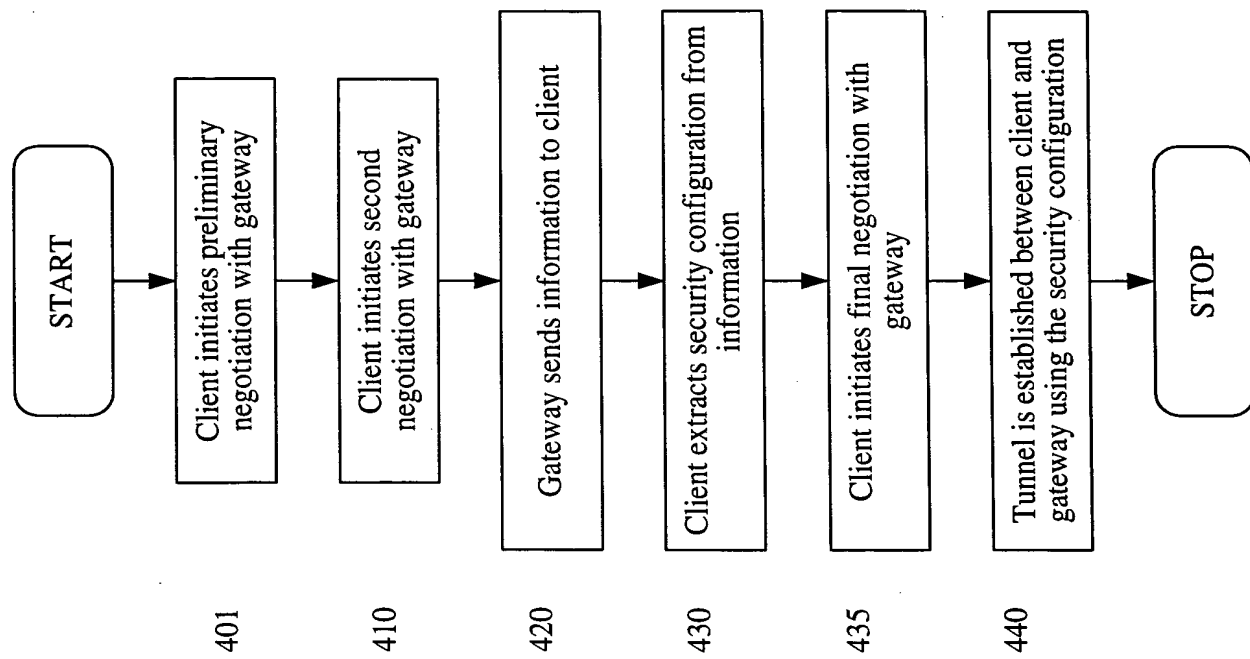 START
401
Client initiates preliminary
negotiation with gateway
410
Client initiates second
negotiation with gateway
420
Gateway sends information to client
430
Client extracts security configuration from
information
435
Client initiates final negotiation with
gateway
440
Tunnel is established between client and
gateway using the security configuration
STOP